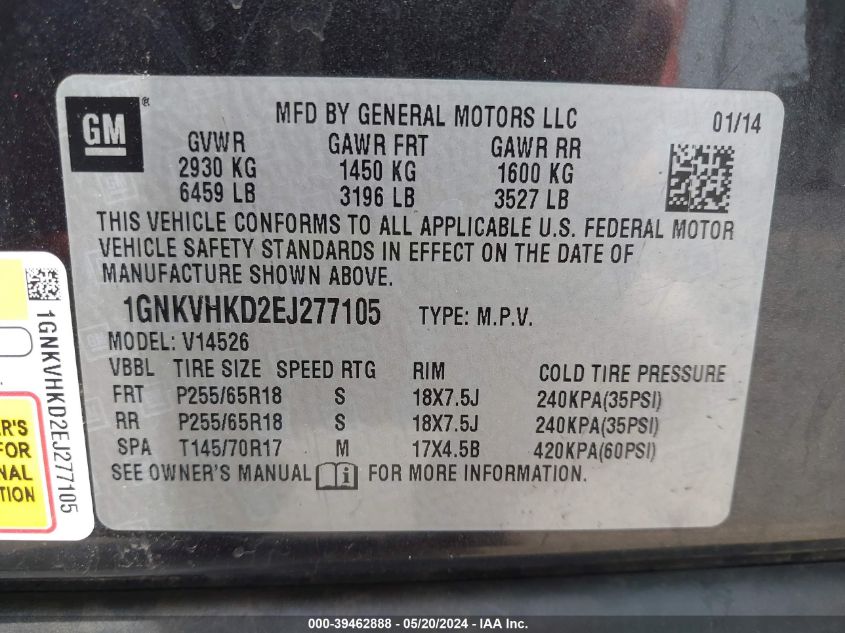 GM®
MFD BY GENERAL MOTORS LLC 01/14
GVWR GAWR FRT GAWR RR
2930 KG 1450 KG 1600 KG
6459 LB 3196 LB 3527 LB
THIS VEHICLE CONFORMS TO ALL APPLICABLE U.S. FEDERAL MOTOR
VEHICLE SAFETY STANDARDS IN EFFECT ON THE DATE OF
MANUFACTURE SHOWN ABOVE.
1GNKVHKD2EJ277105 TYPE: M.P.V.
MODEL: V14526
VBBL TIRE SIZE SPEED RTG RIM COLD TIRE PRESSURE
FRT P255/65R18 S 18X7.5J 240KPA(35PSI)
RR P255/65R18 S 18X7.5J 240KPA(35PSI)
SPA T145/70R17 M 17X4.5B 420KPA(60PSI)
SEE OWNER'S MANUAL i FOR MORE INFORMATION.
1GNKVHKD2EJ277105
ER'S
FOR
NAL
TION
000-39462888 - 05/20/2024 - IAA Inc.